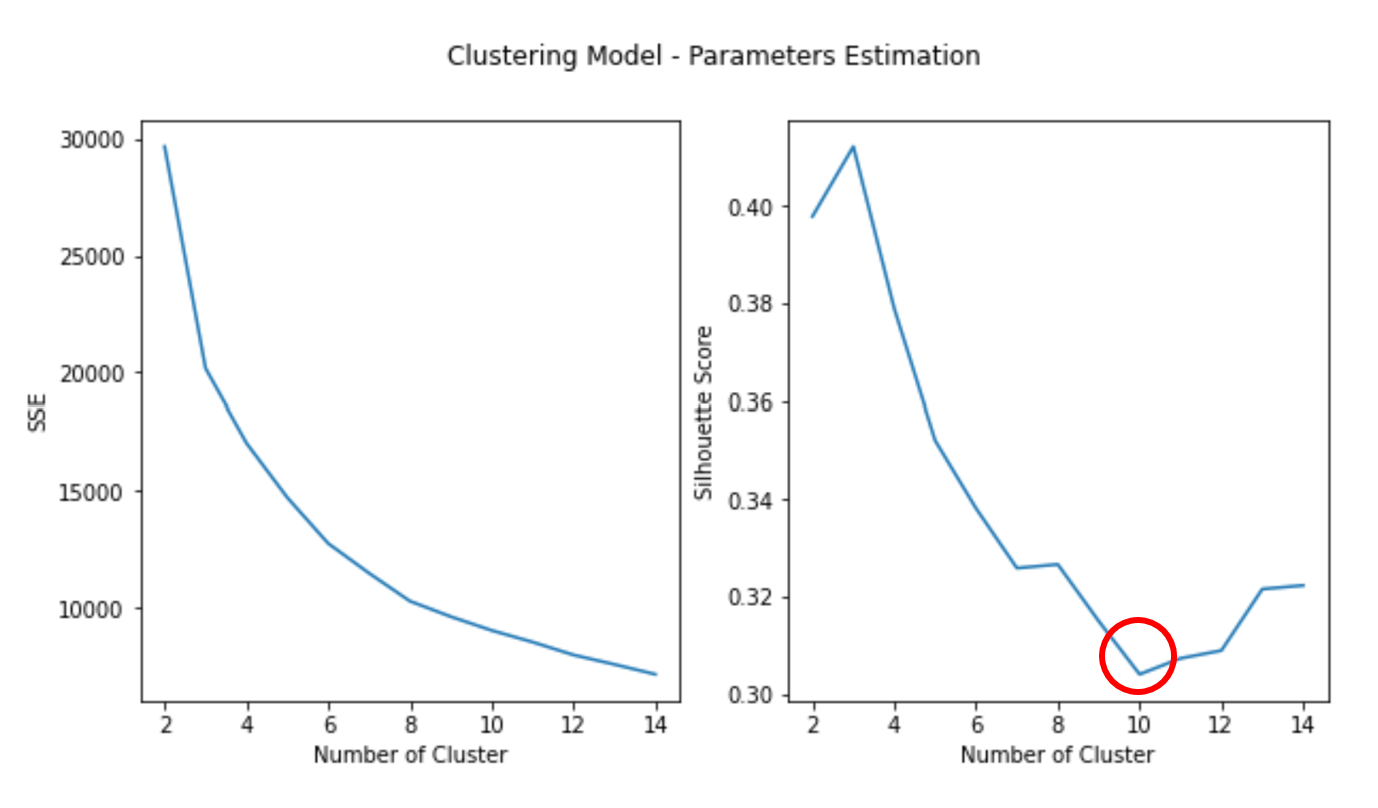 Clustering Model - Parameters Estimation
30000
25000
20000
15000
10000
SSE
2 4 6 8 10 12 14
Number of Cluster
0.40
0.38
0.36
0.34
0.32
0.30
Silhouette Score
2 4 6 8 10 12 14
Number of Cluster